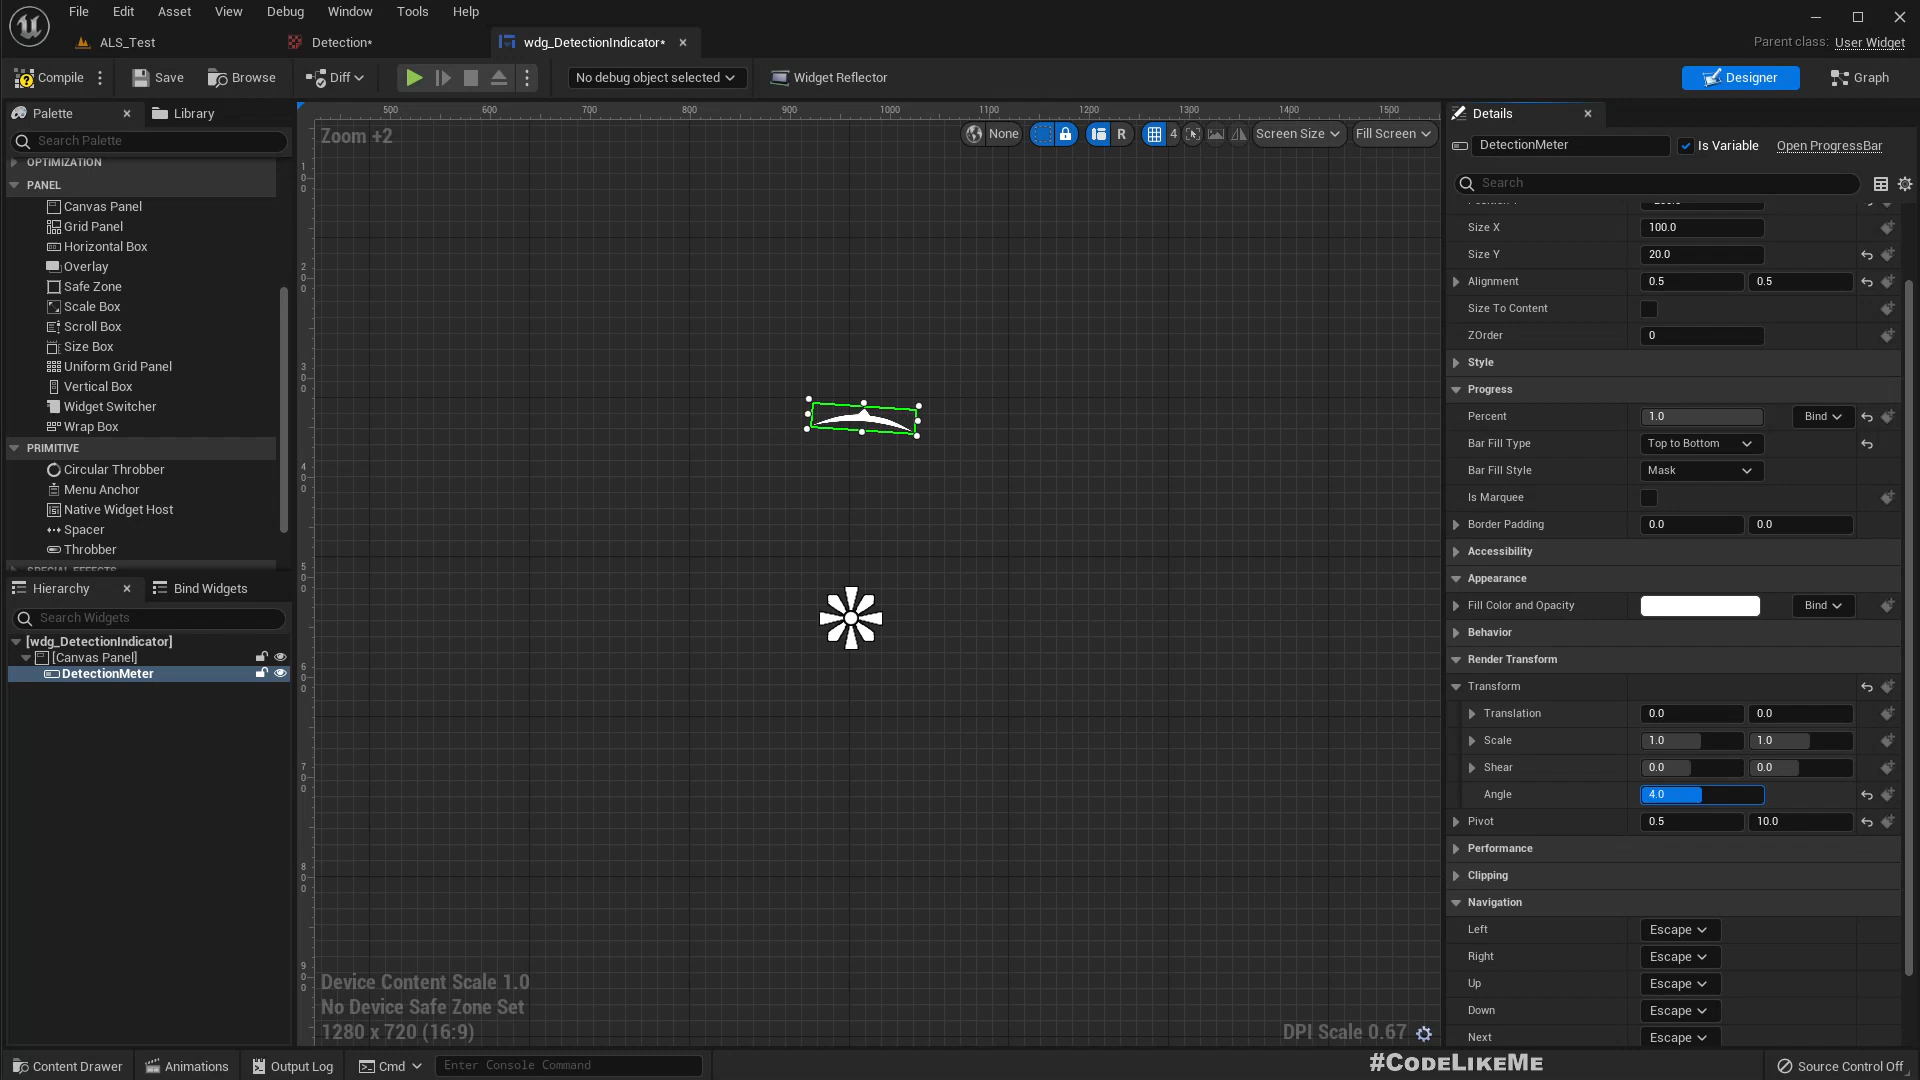 File Edit Asset View Debug Window Tools Help
ALS_Test
Detection*
wdg_DetectionIndicator*
Parent class: User Widget
Compile
Save
Browse
Diff
No debug object selected
Widget Reflector
Designer
Graph
Palette
Library
Search Palette
OPTIMIZATION
PANEL
Canvas Panel
Grid Panel
Horizontal Box
Overlay
Safe Zone
Scale Box
Scroll Box
Size Box
Uniform Grid Panel
Vertical Box
Widget Switcher
Wrap Box
PRIMITIVE
Circular Throbber
Menu Anchor
Native Widget Host
Spacer
Throbber
SPECIAL EFFECTS
Hierarchy
Bind Widgets
Search Widgets
[wdg_DetectionIndicator]
[Canvas Panel]
DetectionMeter
500 600 700 800 900 1000 1100 1200 1300 1400 1500
Zoom +2
None
R
4
Screen Size
Fill Screen
100
200
300
400
500
600
700
800
900
Device Content Scale 1.0
No Device Safe Zone Set
1280 x 720 (16:9)
DPI Scale 0.67
Details
DetectionMeter
Is Variable
Open ProgressBar
Search
Size X 100.0
Size Y 20.0
Alignment 0.5 0.5
Size To Content
ZOrder 0
Style
Progress
Percent 1.0 Bind
Bar Fill Type Top to Bottom
Bar Fill Style Mask
Is Marquee
Border Padding 0.0 0.0
Accessibility
Appearance
Fill Color and Opacity Bind
Behavior
Render Transform
Transform
Translation 0.0 0.0
Scale 1.0 1.0
Shear 0.0 0.0
Angle 4.0
Pivot 0.5 10.0
Performance
Clipping
Navigation
Left Escape
Right Escape
Up Escape
Down Escape
Next Escape
Content Drawer
Animations
Output Log
Cmd
Enter Console Command
#CodeLikeMe
Source Control Off